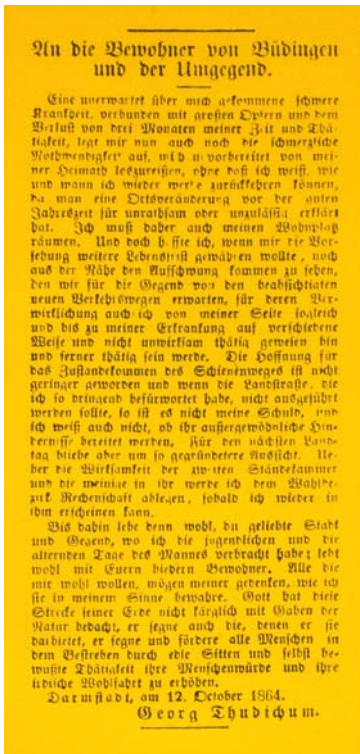 An die Bewohner von Büdingen
und der Umgegend.
Eine unerwartet über mich gekommene schwere
Krankheit, verbunden mit großen Opfern und dem
Verlust von drei Monaten meiner Zeit und Thä-
tigkeit, legt mir nun auch noch die schmerzliche
Nothwendigkeit auf, mich unvorbereitet von mei-
ner Heimath loszureißen, ohne daß ich weiß, wie
und wann ich wieder werde zurückkehren können,
da man eine Ortsveränderung vor der guten
Jahreszeit für unrathsam oder unzulässig erklärt
hat. Ich muß daher auch meinen Wohnplatz
räumen. Und doch hoffte ich, wenn mir die Vor-
sehung weitere Lebensfrist gewähren wollte, noch
aus der Nähe den Aufschwung kommen zu sehen,
den wir für die Gegend von den beabsichtigten
neuen Verkehrswegen erwarten, für deren Ver-
wirklichung auch ich von meiner Seite sogleich
und bis zu meiner Erkrankung auf verschiedene
Weise und nicht unwirksam thätig gewesen bin
und ferner thätig sein werde. Die Hoffnung für
das Zustandekommen des Schienenweges ist nicht
geringer geworden und wenn die Landstraße, die
ich so dringend befürwortet habe, nicht ausgeführt
werden sollte, so ist es nicht meine Schuld, und
ich weiß auch nicht, ob ihr außergewöhnliche Hin-
dernisse bereitet werden. Für den nächsten Land-
tag bliebe aber um so gegründetere Aussicht. Ue-
ber die Wirksamkeit der zweiten Ständekammer
und die meinige in ihr werde ich dem Wahlbe-
zirk Rechenschaft ablegen, sobald ich wieder in
ihm erscheinen kann.
Bis dahin lebe denn wohl, du geliebte Stadt
und Gegend, wo ich die jugendlichen und die
alternden Tage des Mannes verbracht habe; lebt
wohl mit Euern biedern Bewohner. Alle die
mir wohl wollen, mögen meiner gedenken, wie ich
sie in meinem Sinne bewahre. Gott hat diese
Strecke seiner Erde nicht kärglich mit Gaben der
Natur bedacht, er segne auch die, denen er sie
darbietet, er segne und fördere alle Menschen in
dem Bestreben durch edle Sitten und selbst be-
wußte Thätigkeit ihre Menschenwürde und ihre
irdische Wohlfahrt zu erhöhen.
Darmstadt, am 12. October 1864.
Georg Thudichum.